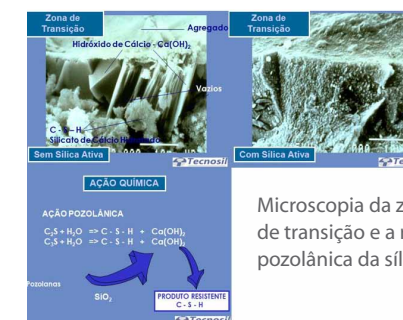 Zona de
Transição
Agregado
Hidróxido de Cálcio - Ca(OH)₂
Vazios
C - S - H
Silicato de Cálcio Hidratado
Sem Silica Ativa
Tecnosil
Zona de
Transição
Com Silica Ativa
AÇÃO QUÍMICA
AÇÃO POZOLÂNICA
C₃S + H₂O => C - S - H + Ca(OH)₂
C₂S + H₂O => C - S - H + Ca(OH)₂
Pozolanas
SiO₂
PRODUTO RESISTENTE
C - S - H
Tecnosil
Microscopia da z
de transição e a r
pozolânica da síl